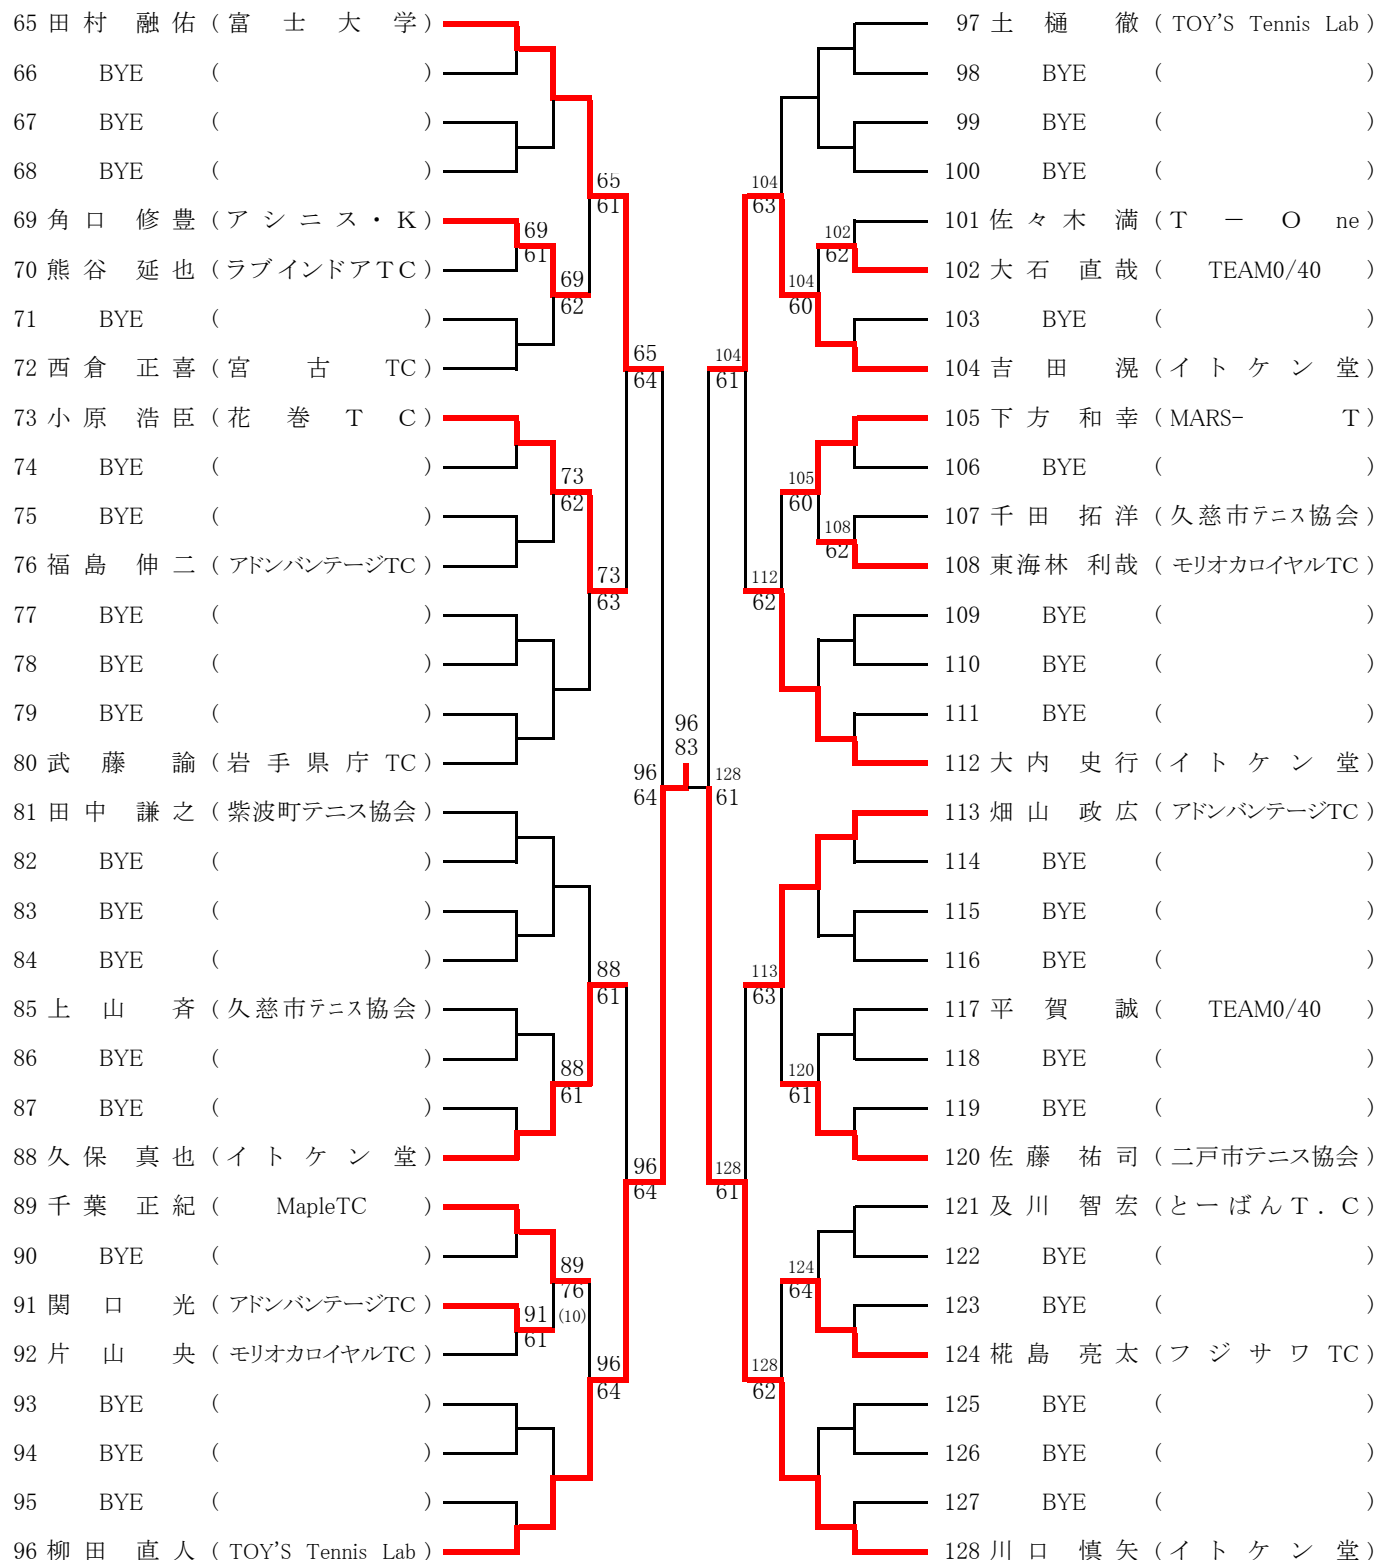 65 田村 融佑 (富士大学)
66 BYE ( )
67 BYE ( )
68 BYE ( )
69 角口 修豊 (アシニス・K)
70 熊谷 延也 (ラブインドアTC)
71 BYE ( )
72 西倉 正喜 (宮古TC)
73 小原 浩臣 (花巻TC)
74 BYE ( )
75 BYE ( )
76 福島 伸二 (アドンバンテージTC)
77 BYE ( )
78 BYE ( )
79 BYE ( )
80 武藤 諭 (岩手県庁TC)
81 田中 謙之 (紫波町テニス協会)
82 BYE ( )
83 BYE ( )
84 BYE ( )
85 上山 斉 (久慈市テニス協会)
86 BYE ( )
87 BYE ( )
88 久保 真也 (イトケン堂)
89 千葉 正紀 (MapleTC)
90 BYE ( )
91 関口 光 (アドンバンテージTC)
92 片山 央 (モリオカロイヤルTC)
93 BYE ( )
94 BYE ( )
95 BYE ( )
96 柳田 直人 (TOY'S Tennis Lab)
69
61
91
61
69
62
73
62
88
61
89
76
(10)
65
61
73
63
88
61
96
64
65
64
96
64
96
64
96
83
128
61
104
61
128
61
104
63
112
62
113
63
128
62
104
60
105
60
120
61
124
64
102
62
108
62
97 土樋 徹 (TOY'S Tennis Lab)
98 BYE ( )
99 BYE ( )
100 BYE ( )
101 佐々木 満 (T － O ne)
102 大石 直哉 (TEAM0/40)
103 BYE ( )
104 吉田 滉 (イトケン堂)
105 下方 和幸 (MARS- T)
106 BYE ( )
107 千田 拓洋 (久慈市テニス協会)
108 東海林 利哉 (モリオカロイヤルTC)
109 BYE ( )
110 BYE ( )
111 BYE ( )
112 大内 史行 (イトケン堂)
113 畑山 政広 (アドンバンテージTC)
114 BYE ( )
115 BYE ( )
116 BYE ( )
117 平賀 誠 (TEAM0/40)
118 BYE ( )
119 BYE ( )
120 佐藤 祐司 (二戸市テニス協会)
121 及川 智宏 (とーばんT．C)
122 BYE ( )
123 BYE ( )
124 椛島 亮太 (フジサワTC)
125 BYE ( )
126 BYE ( )
127 BYE ( )
128 川口 慎矢 (イトケン堂)